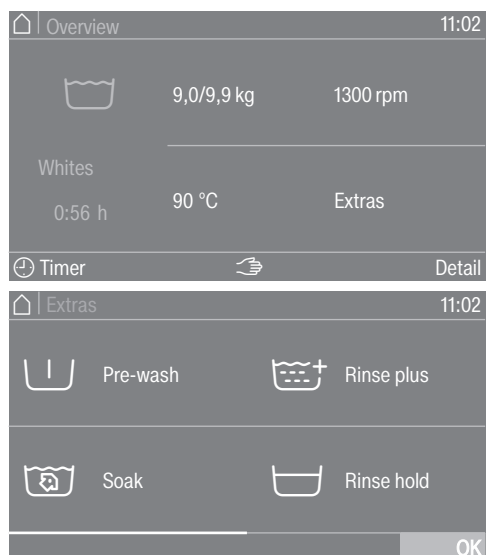 Overview 11:02
9,0/9,9 kg 1300 rpm
Whites
0:56 h
90 °C Extras
Timer Detail
Extras 11:02
Pre-wash Rinse plus
Soak Rinse hold
OK